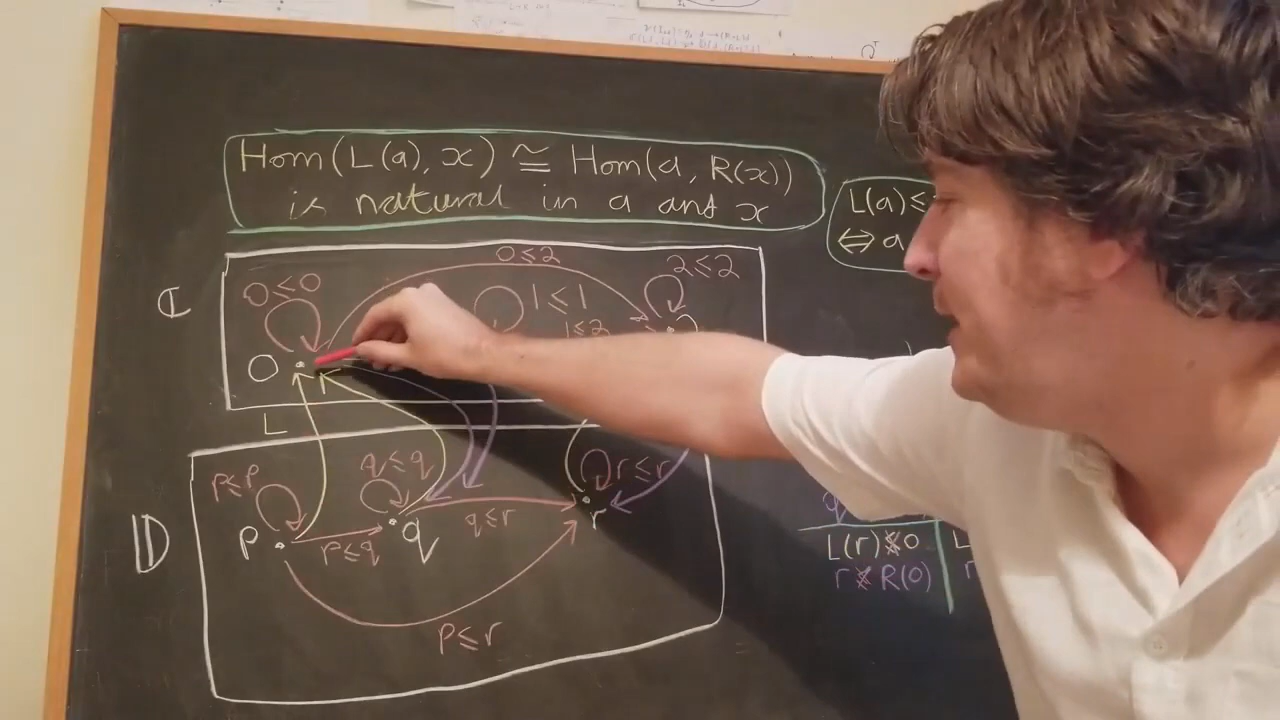 Hom(L(a), x) ≅ Hom(a, R(x))
is natural in a and x
L(a) ≤
⇔ a
ℂ
0 ≤ 0
0 ≤ 2
1 ≤ 1
2 ≤ 2
1 ≤ 2
0
2
L
𝔻
p ≤ p
q ≤ q
r ≤ r
p
p ≤ q
q
q ≤ r
r
p ≤ r
L(r) ≰ 0
r ≰ R(0)